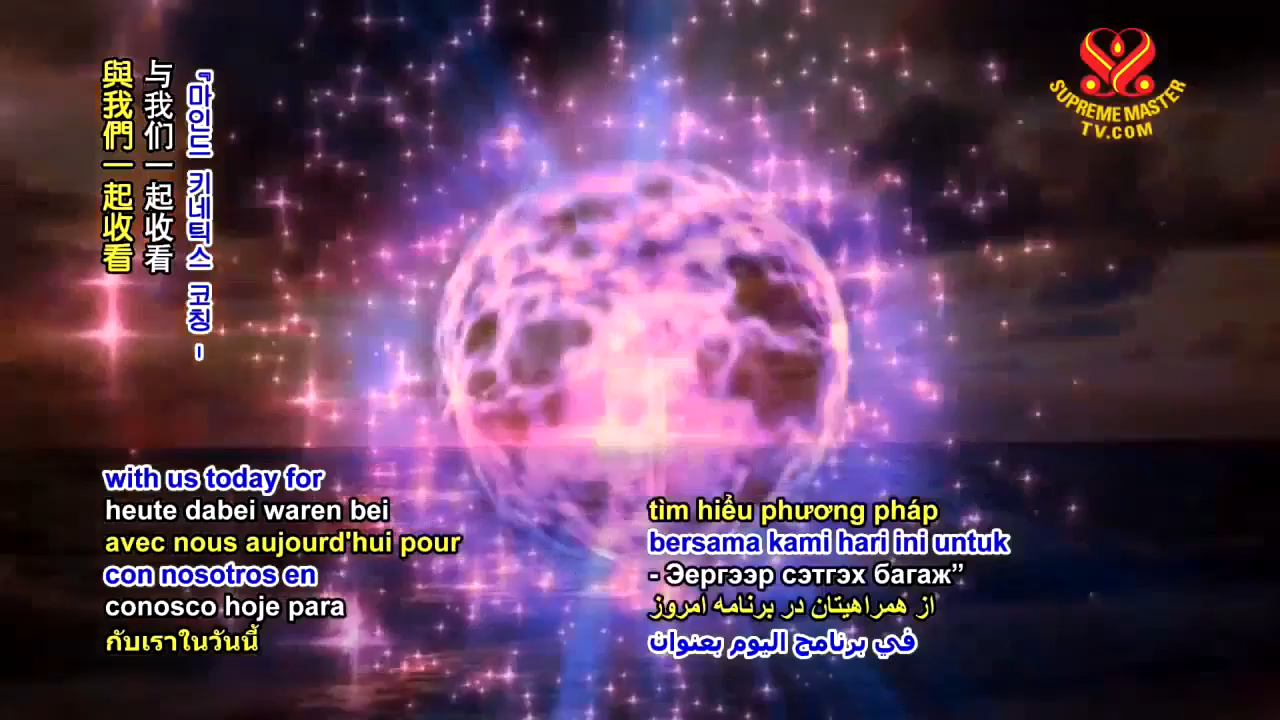 與我們一起收看
与我们一起收看
『마인드 키네틱스 코칭 -
SUPREME MASTER
TV.COM
with us today for
heute dabei waren bei
avec nous aujourd'hui pour
con nosotros en
conosco hoje para
กับเราในวันนี้
tìm hiểu phương pháp
bersama kami hari ini untuk
- Эергээр сэтгэх багаж”
از همراهیتان در برنامه امروز
في برنامج اليوم بعنوان